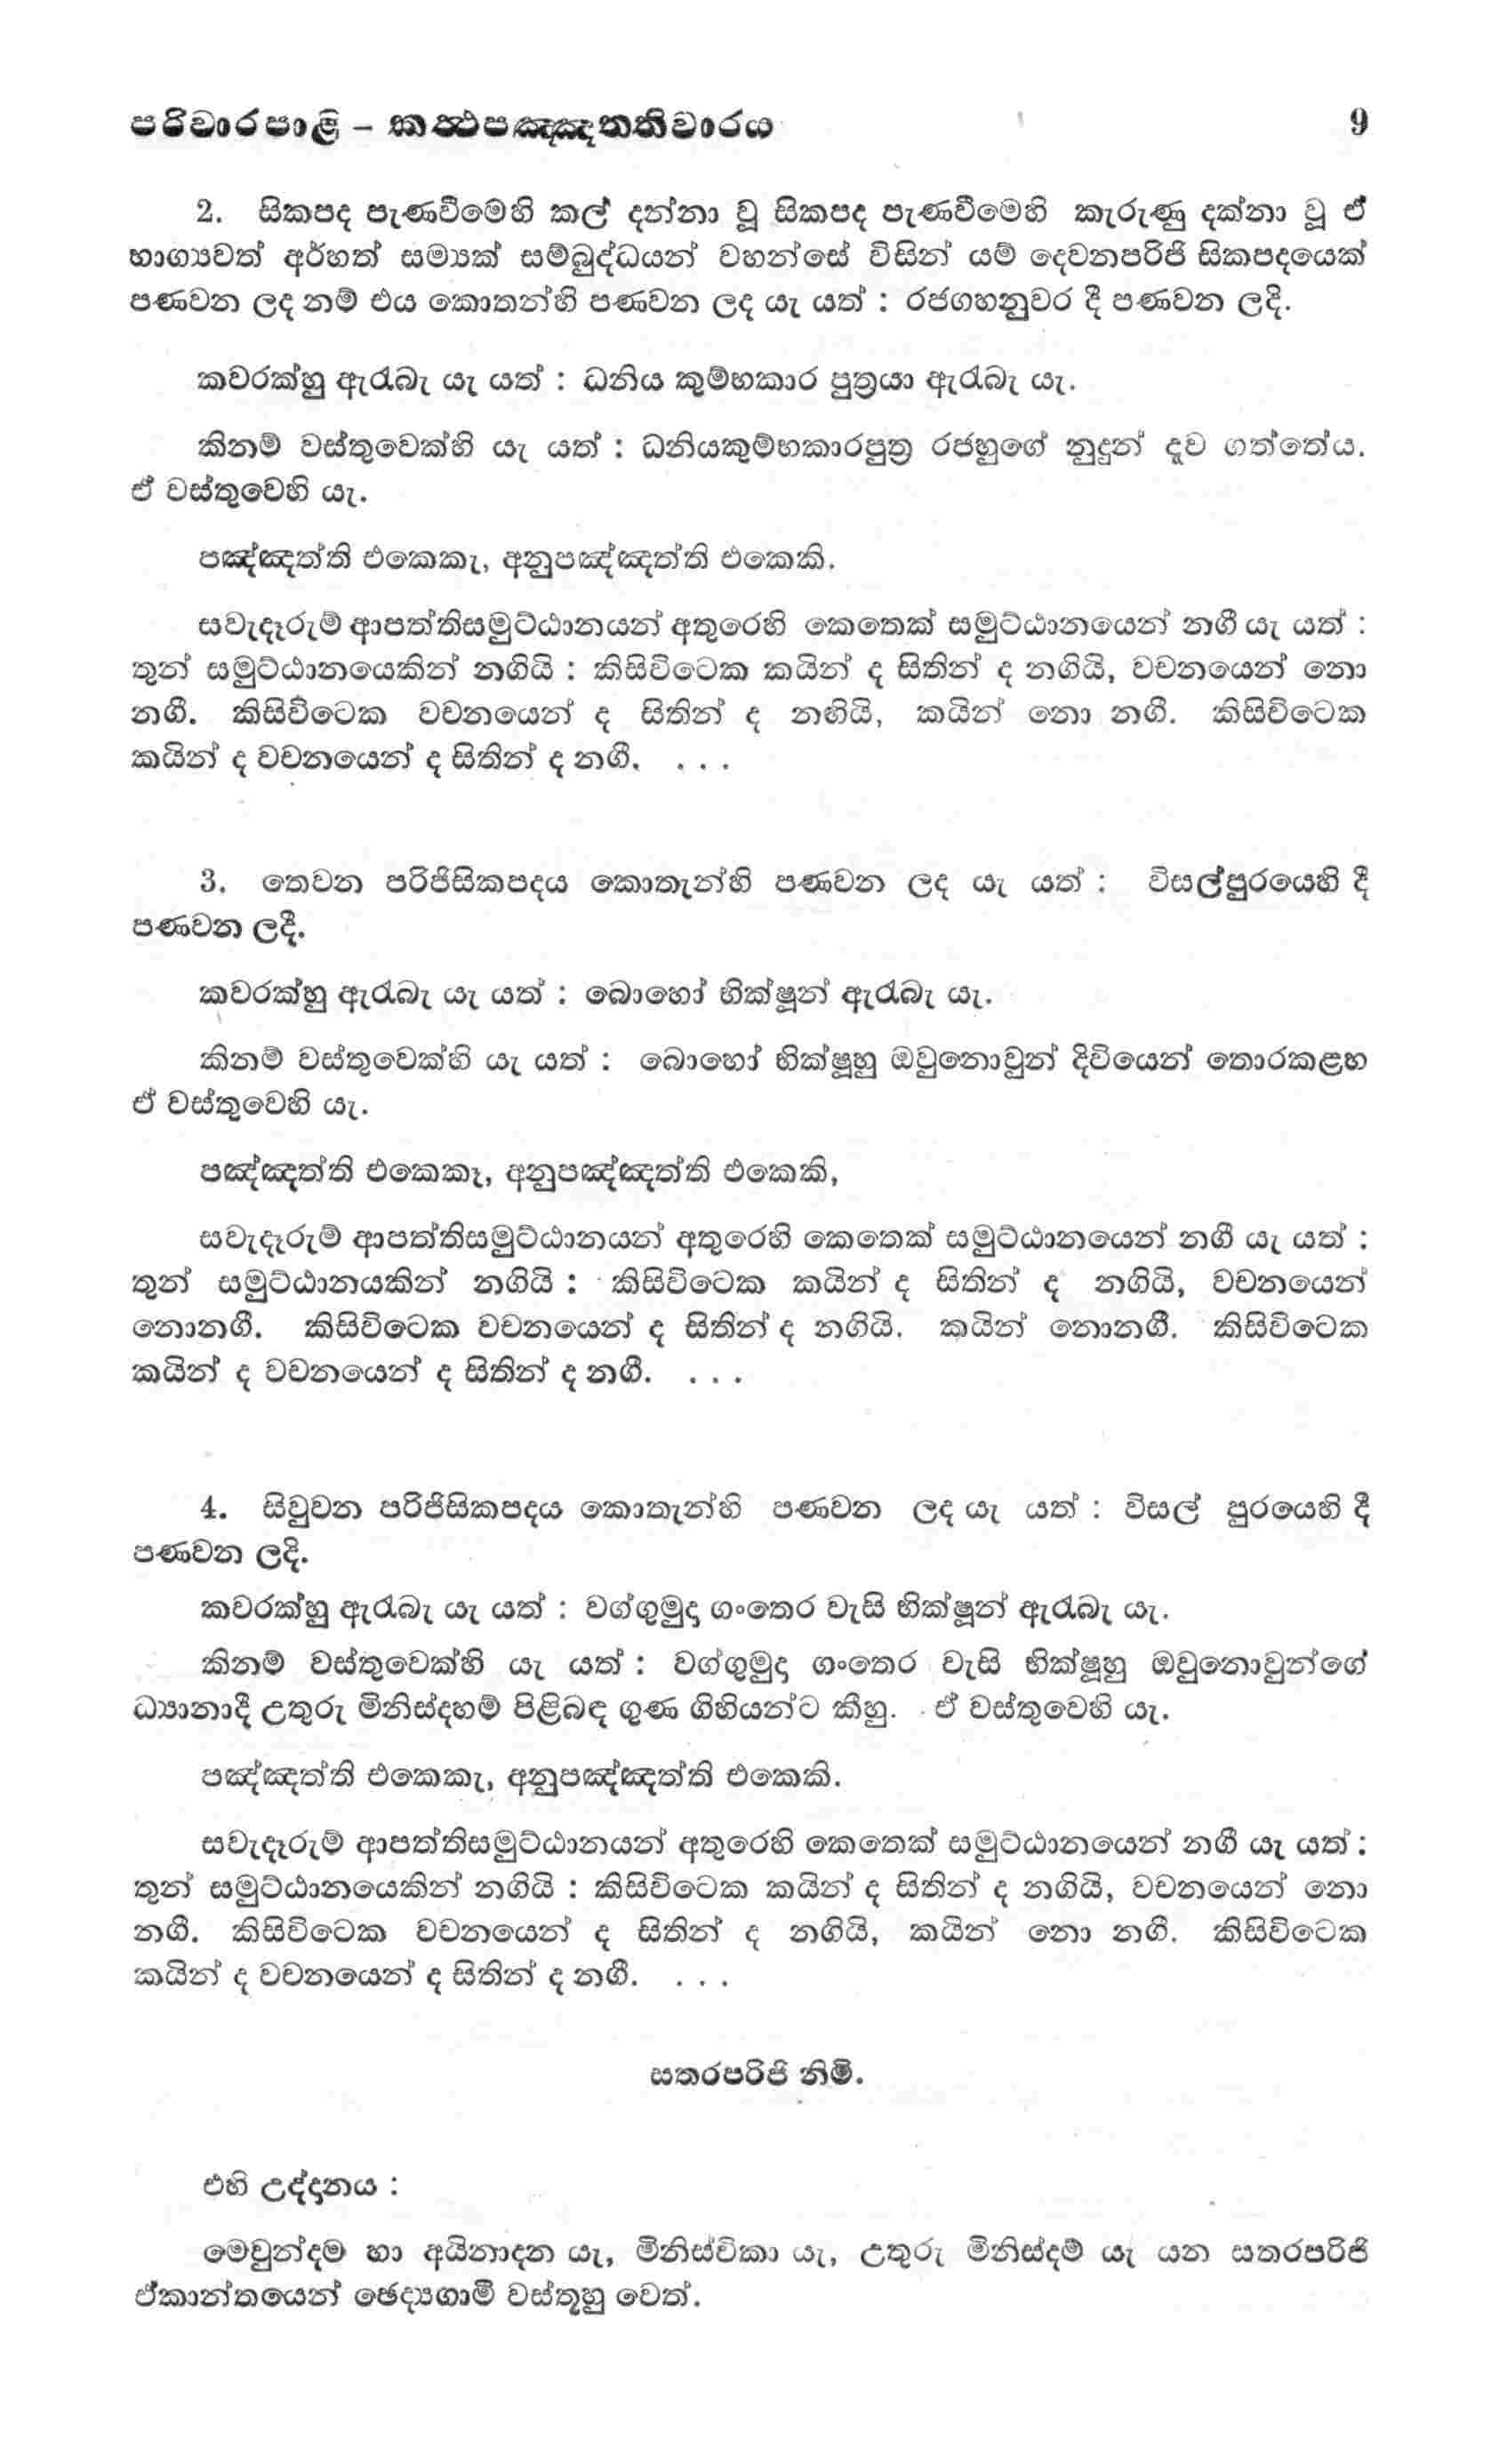 පරිවාරපාළි – කත්‍ථපඤ්ඤත්තිවාරය 9
2. සිකපද පැණවීමෙහි කල් දන්නා වූ සිකපද පැණවීමෙහි කැරුණු දක්නා වූ ඒ
භාග්‍යවත් අර්හත් සම්‍යක් සම්බුද්ධයන් වහන්සේ විසින් යම් දෙවනපරිජි සිකපදයෙක්
පණවන ලද නම් එය කොතන්හි පණවන ලද යැ යත් : රජගහනුවර දී පණවන ලදි.
කවරක්හු ඇරැබැ යැ යත් : ධනිය කුම්භකාර පුත්‍රයා ඇරැබැ යැ.
කිනම් වස්තුවෙක්හි යැ යත් : ධනියකුම්භකාරපුත්‍ර රජහුගේ නුදුන් දැව ගත්තේය.
ඒ වස්තුවෙහි යැ.
පඤ්ඤත්ති එකෙකැ, අනුපඤ්ඤත්ති එකෙකි.
සවැදෑරුම් ආපත්තිසමුට්ඨානයන් අතුරෙහි කෙතෙක් සමුට්ඨානයෙන් නගී යැ යත් :
තුන් සමුට්ඨානයෙකින් නගියි : කිසිවිටෙක කයින් ද සිතින් ද නගියි, වචනයෙන් නො
නගී. කිසිවිටෙක වචනයෙන් ද සිතින් ද නඟියි, කයින් නො නගී. කිසිවිටෙක
කයින් ද වචනයෙන් ද සිතින් ද නගී. . . .
3. තෙවන පරිජිසිකපදය කොතැන්හි පණවන ලද යැ යත් : විසල්පුරයෙහි දී
පණවන ලදී.
කවරක්හු ඇරැබැ යැ යත් : බොහෝ භික්ෂූන් ඇරැබැ යැ.
කිනම් වස්තුවෙක්හි යැ යත් : බොහෝ භික්ෂූහු ඔවුනොවුන් දිවියෙන් තොරකළහ
ඒ වස්තුවෙහි යැ.
පඤ්ඤත්ති එකෙකෑ, අනුපඤ්ඤත්ති එකෙකි,
සවැදෑරුම් ආපත්තිසමුට්ඨානයන් අතුරෙහි කෙතෙක් සමුට්ඨානයෙන් නගී යැ යත් :
තුන් සමුට්ඨානයකින් නගියි : කිසිවිටෙක කයින් ද සිතින් ද නගියි, වචනයෙන්
නොනගී. කිසිවිටෙක වචනයෙන් ද සිතින් ද නගියි. කයින් නොනගී. කිසිවිටෙක
කයින් ද වචනයෙන් ද සිතින් ද නගී. . . .
4. සිවුවන පරිජිසිකපදය කොතැන්හි පණවන ලද යැ යත් : විසල් පුරයෙහි දී
පණවන ලදි.
කවරක්හු ඇරැබැ යැ යත් : වග්ගුමුදා ගංතෙර වැසි භික්ෂූන් ඇරැබැ යැ.
කිනම් වස්තුවෙක්හි යැ යත් : වග්ගුමුදා ගංතෙර වැසි භික්ෂූහු ඔවුනොවුන්ගේ
ධ්‍යානාදී උතුරු මිනිස්දහම් පිළිබඳ ගුණ ගිහියන්ට කීහු. ඒ වස්තුවෙහි යැ.
පඤ්ඤත්ති එකෙකැ, අනුපඤ්ඤත්ති එකෙකි.
සවැදෑරුම් ආපත්තිසමුට්ඨානයන් අතුරෙහි කෙතෙක් සමුට්ඨානයෙන් නගී යැ යත් :
තුන් සමුට්ඨානයෙකින් නගියි : කිසිවිටෙක කයින් ද සිතින් ද නගියි, වචනයෙන් නො
නගී. කිසිවිටෙක වචනයෙන් ද සිතින් ද නගියි, කයින් නො නගී. කිසිවිටෙක
කයින් ද වචනයෙන් ද සිතින් ද නගී. . . .
සතරපරිජි නිමි.
එහි උද්දානය :
මෙවුන්දම හා අයිනාදන යැ, මිනිස්විකා යැ, උතුරු මිනිස්දම් යැ යන සතරපරිජි
ඒකාන්තයෙන් ඡෙද්‍යගාමී වස්තූහු වෙත්.